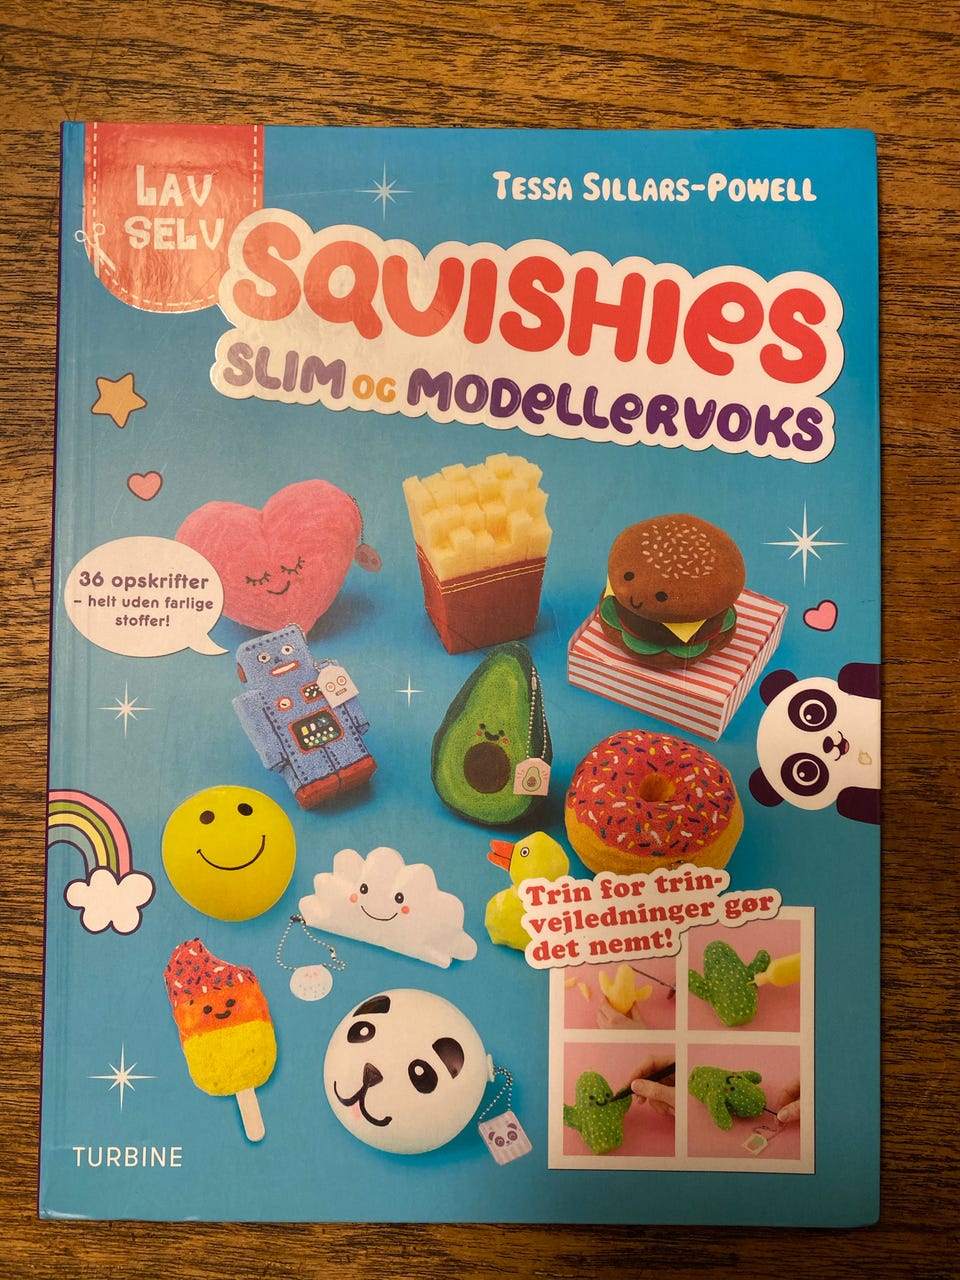 LAV
SELV
TESSA SILLARS-POWELL
SQUISHIES
SLIM OG MODELLERVOKS
36 opskrifter
– helt uden farlige
stoffer!
Trin for trin-
vejledninger gør
det nemt!
TURBINE